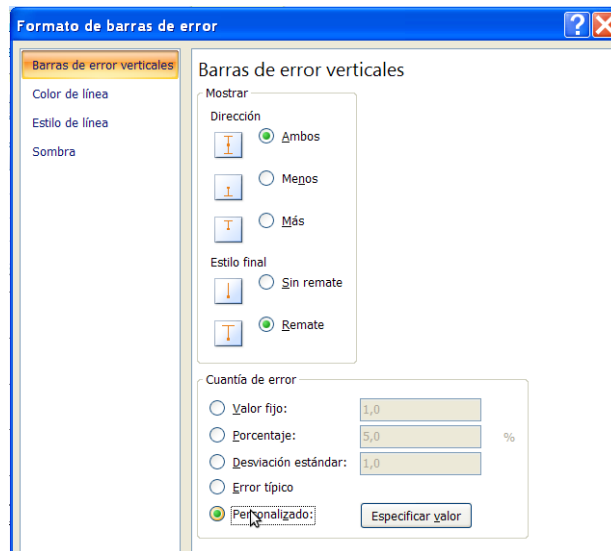 Formato de barras de error
Barras de error verticales
Color de línea
Estilo de línea
Sombra
Barras de error verticales
Mostrar
Dirección
Ambos
Menos
Más
Estilo final
Sin remate
Remate
Cuantía de error
Valor fijo: 1,0
Porcentaje: 5,0 %
Desviación estándar: 1,0
Error típico
Personalizado: Especificar valor